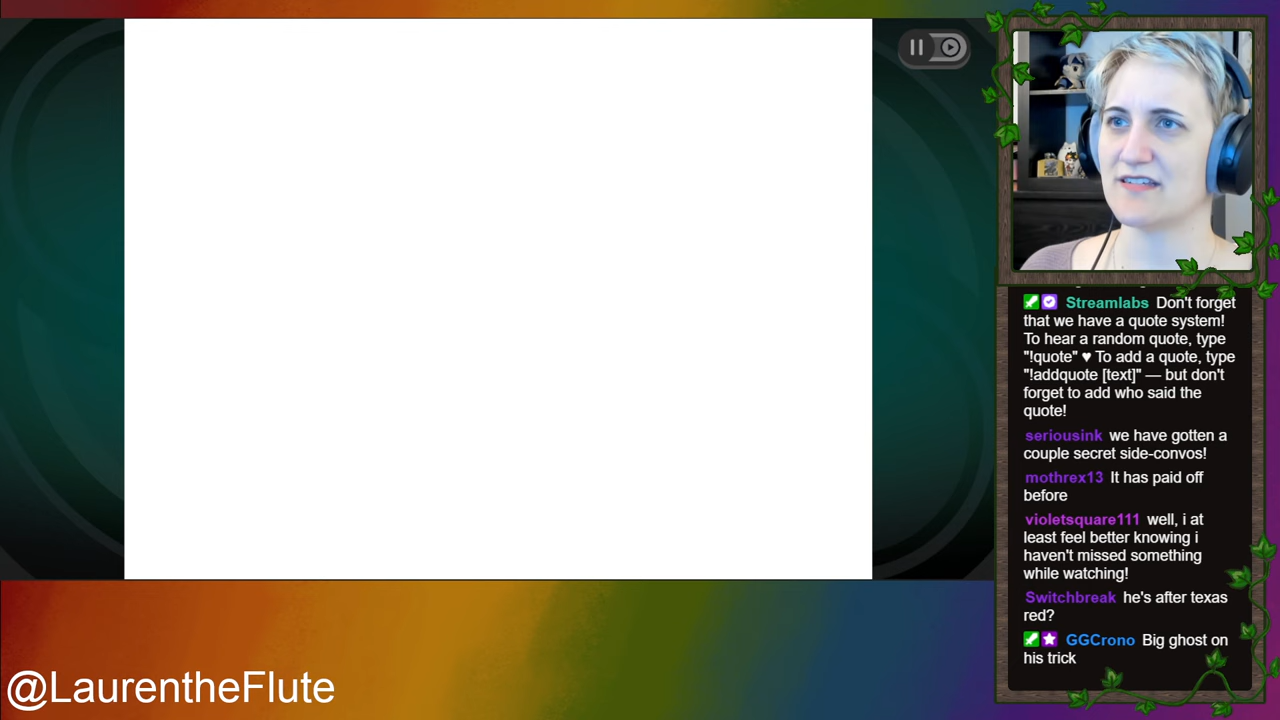 Streamlabs Don't forget
that we have a quote system!
To hear a random quote, type
"!quote" ♥ To add a quote, type
"!addquote [text]" — but don't
forget to add who said the
quote!
seriousink we have gotten a
couple secret side-convos!
mothrex13 It has paid off
before
violetsquare111 well, i at
least feel better knowing i
haven't missed something
while watching!
Switchbreak he's after texas
red?
GGCrono Big ghost on
his trick
@LaurentheFlute